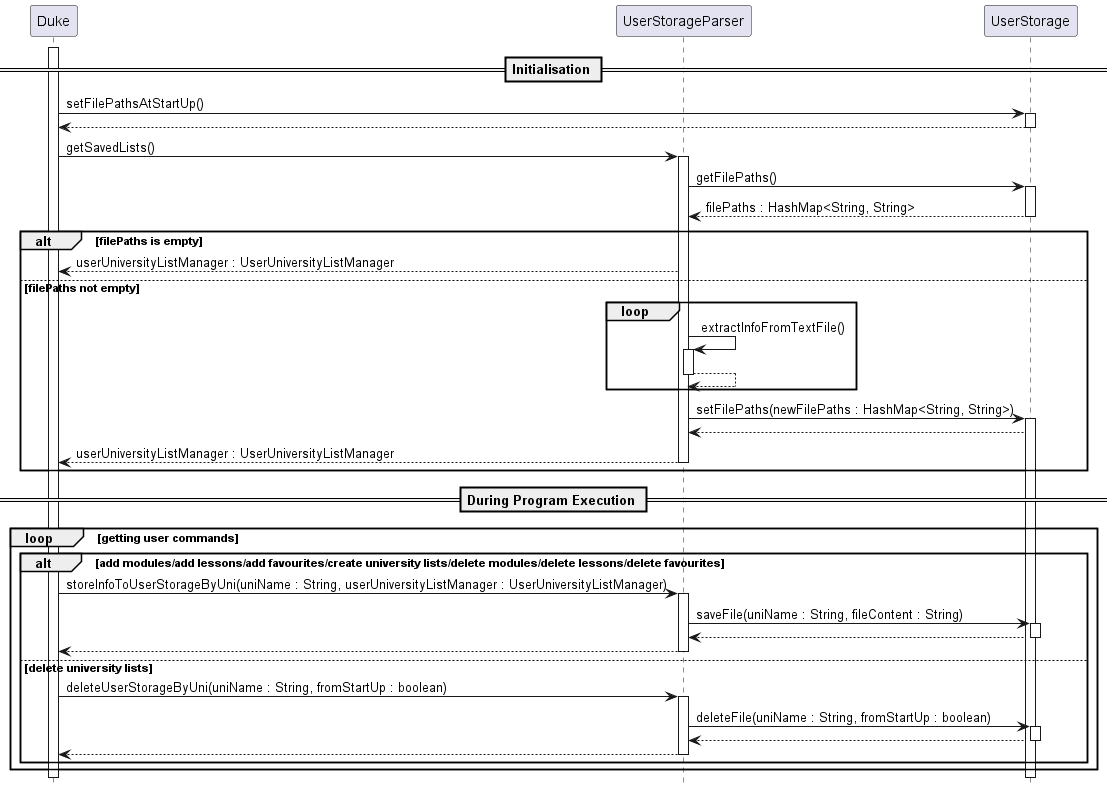 Duke
UserStorageParser
UserStorage
Initialisation
setFilePathsAtStartUp()
getSavedLists()
getFilePaths()
filePaths : HashMap<String, String>
alt [filePaths is empty]
userUniversityListManager : UserUniversityListManager
[filePaths not empty]
loop
extractInfoFromTextFile()
setFilePaths(newFilePaths : HashMap<String, String>)
userUniversityListManager : UserUniversityListManager
During Program Execution
loop [getting user commands]
alt [add modules/add lessons/add favourites/create university lists/delete modules/delete lessons/delete favourites]
storeInfoToUserStorageByUni(uniName : String, userUniversityListManager : UserUniversityListManager)
saveFile(uniName : String, fileContent : String)
[delete university lists]
deleteUserStorageByUni(uniName : String, fromStartUp : boolean)
deleteFile(uniName : String, fromStartUp : boolean)